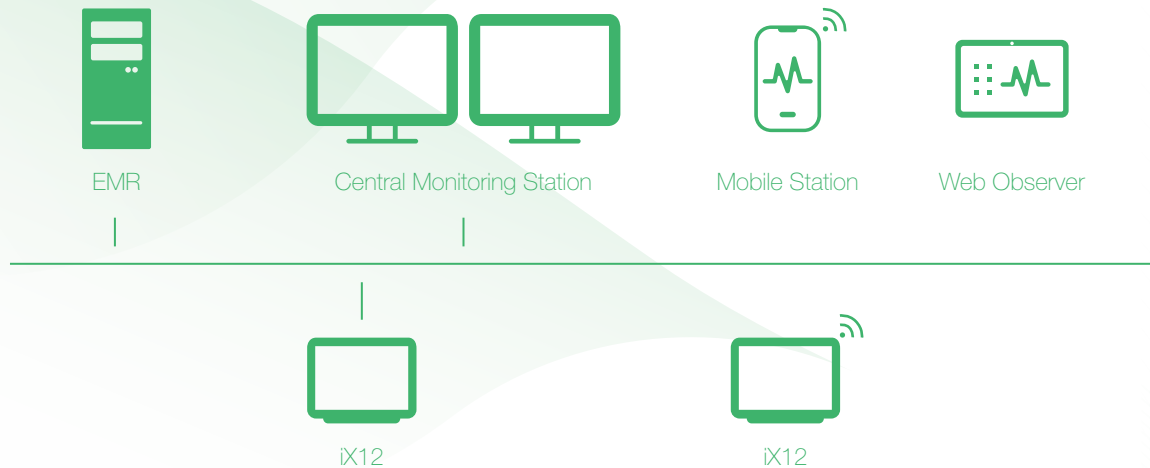 EMR
Central Monitoring Station
Mobile Station
Web Observer
iX12
iX12